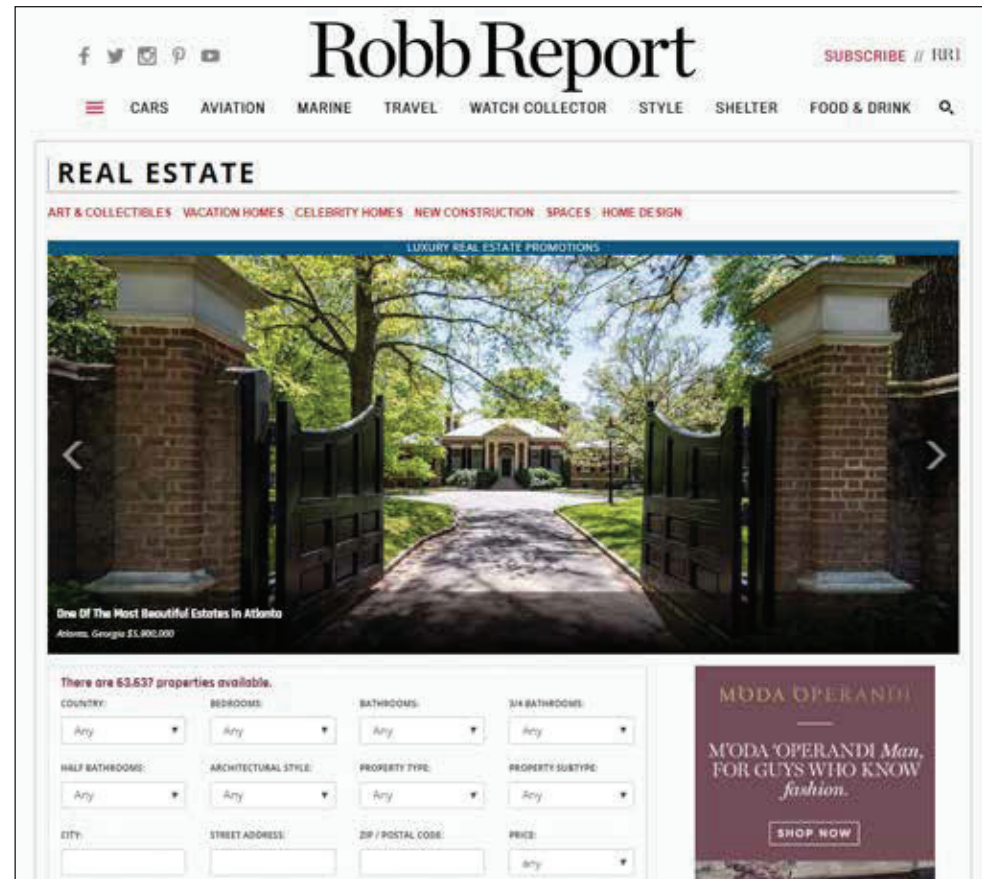 Robb Report
SUBSCRIBE // RR1
CARS AVIATION MARINE TRAVEL WATCH COLLECTOR STYLE SHELTER FOOD & DRINK
REAL ESTATE
ART & COLLECTIBLES VACATION HOMES CELEBRITY HOMES NEW CONSTRUCTION SPACES HOME DESIGN
LUXURY REAL ESTATE PROMOTIONS
One Of The Most Beautiful Estates in Atlanta
Atlanta, Georgia $5,900,000
There are 63,637 properties available.
COUNTRY: BEDROOMS: BATHROOMS: 3/4 BATHROOMS:
Any Any Any Any
HALF BATHROOMS: ARCHITECTURAL STYLE: PROPERTY TYPE: PROPERTY SUBTYPE:
Any Any Any Any
CITY: STREET ADDRESS: ZIP / POSTAL CODE: PRICE:
any
MODA OPERANDI
M'ODA 'OPERANDI Man,
FOR GUYS WHO KNOW
fashion.
SHOP NOW